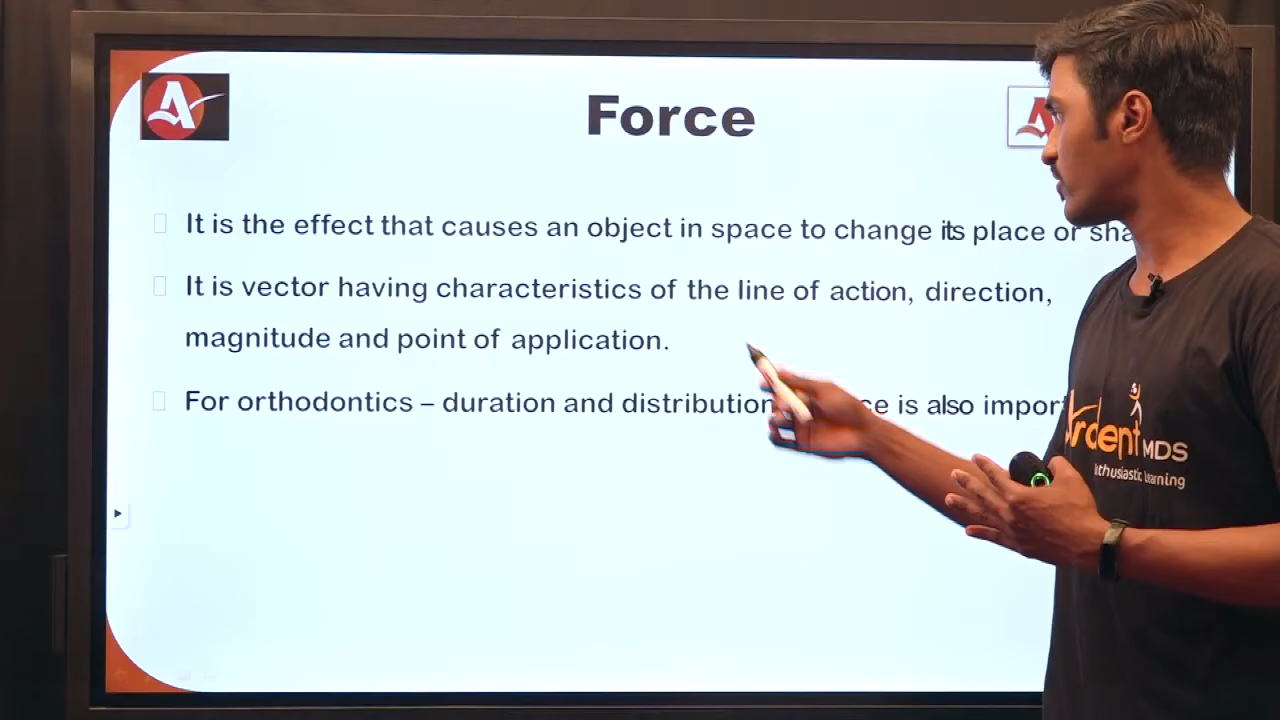 Force
It is the effect that causes an object in space to change its place or
It is vector having characteristics of the line of action, direction,
magnitude and point of application.
For orthodontics – duration and distribution is also
Ardent MDS
Learning